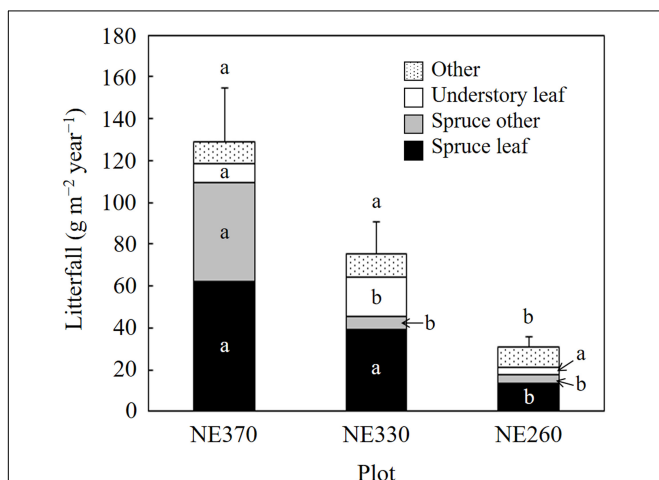 180
160
140
120
100
80
60
40
20
0
Litterfall (g m⁻² year⁻¹)
Other
Understory leaf
Spruce other
Spruce leaf
a
a
a
a
a
b
b
a
b
a
b
b
NE370
NE330
NE260
Plot